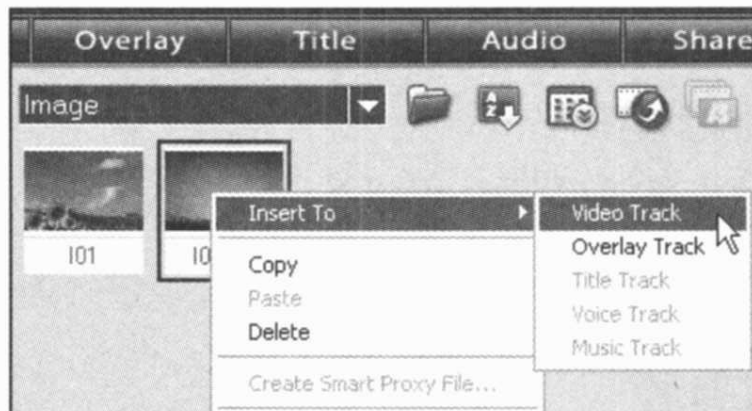 Overlay Title Audio Share
Image
I01
Insert To
Video Track
Overlay Track
Title Track
Voice Track
Music Track
Copy
Paste
Delete
Create Smart Proxy File...